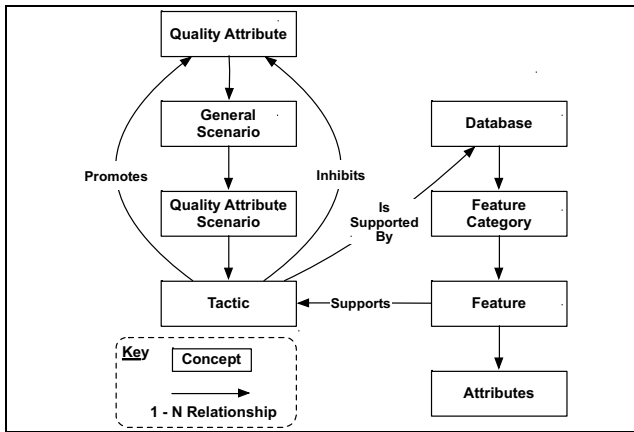 Quality Attribute
General
Scenario
Database
Promotes
Inhibits
Quality Attribute
Scenario
Is
Supported
By
Feature
Category
Tactic
Supports
Feature
Key
Concept
1 - N Relationship
Attributes